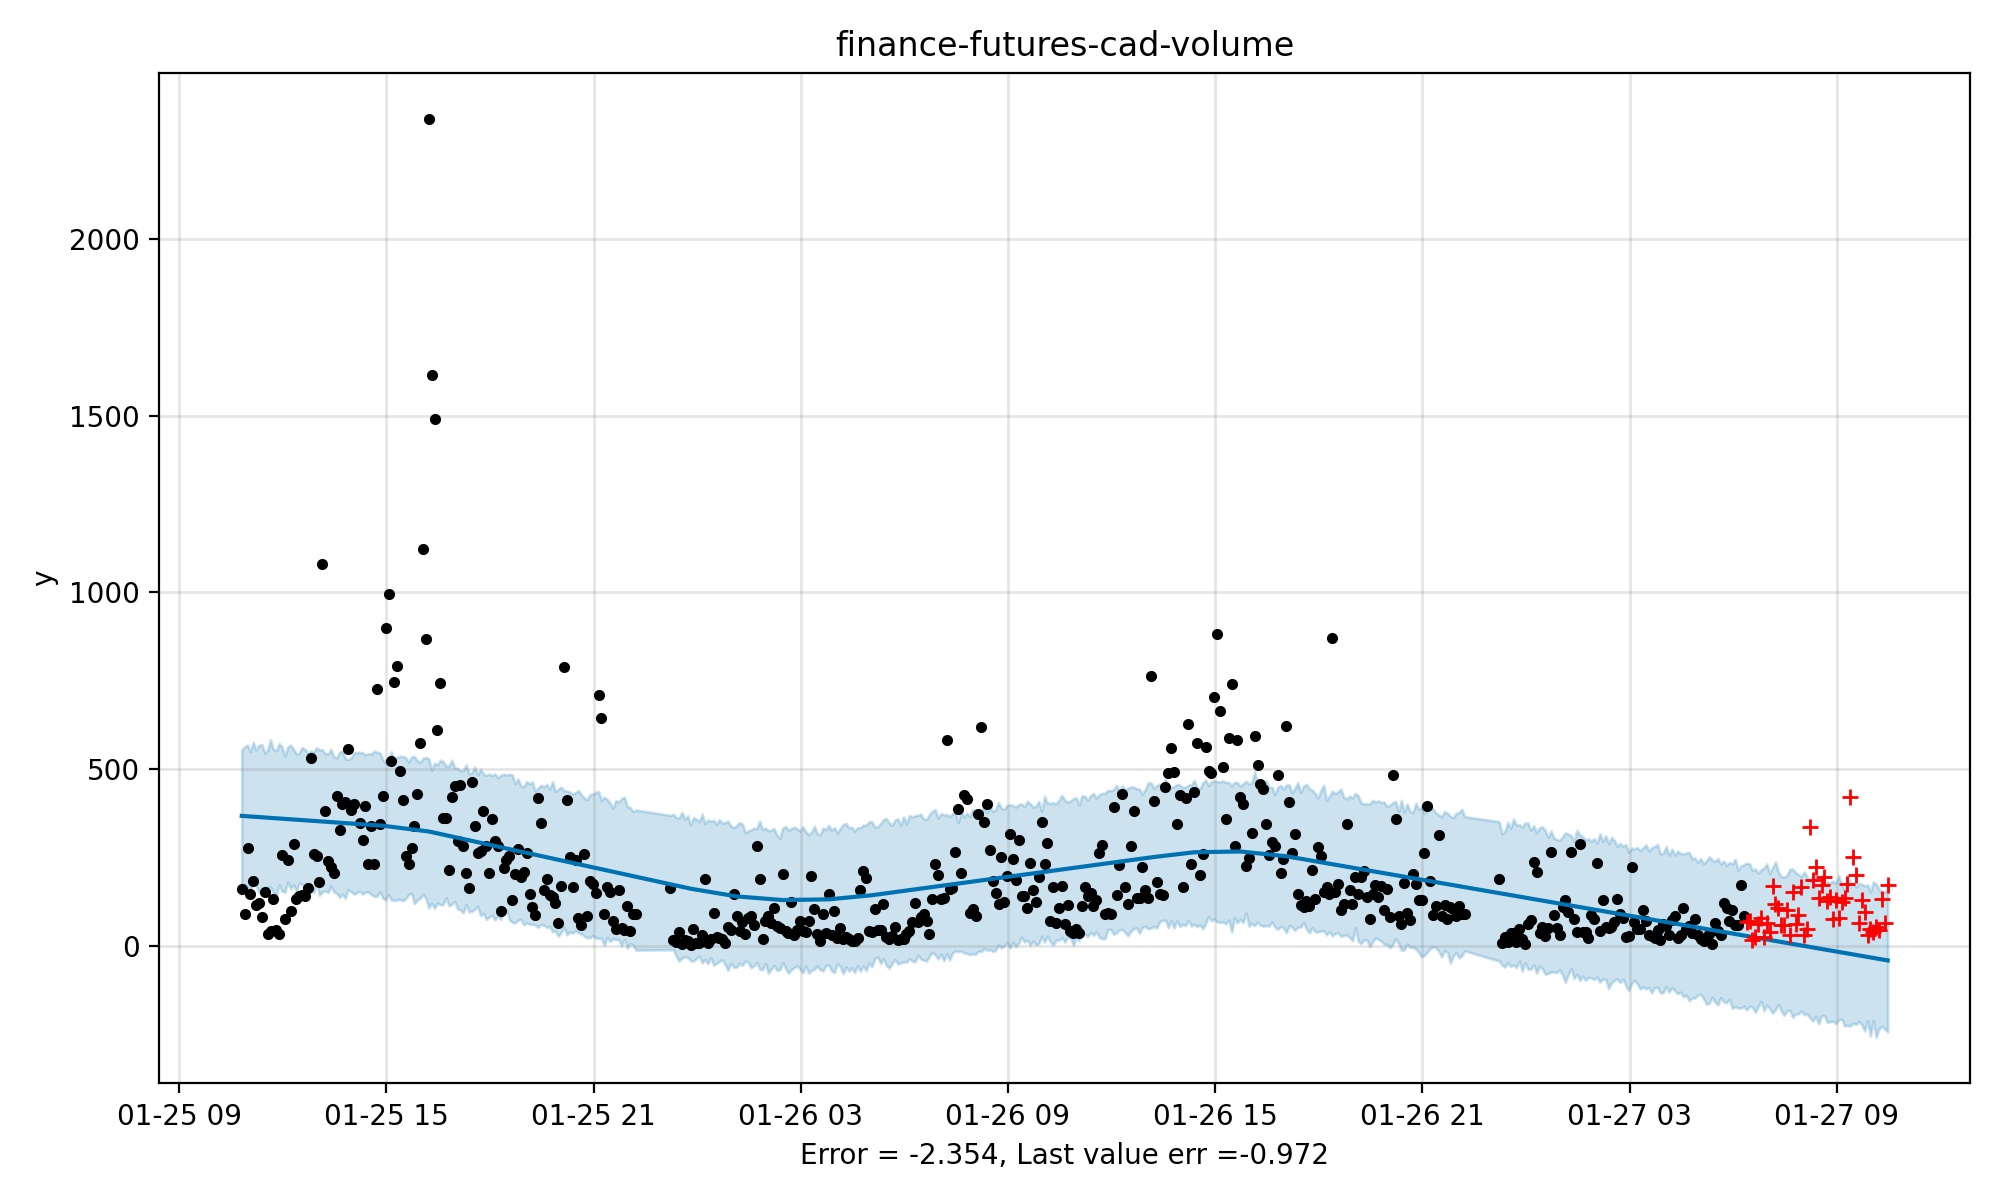 finance-futures-cad-volume
y
2000
1500
1000
500
0
01-25 09 01-25 15 01-25 21 01-26 03 01-26 09 01-26 15 01-26 21 01-27 03 01-27 09
Error = -2.354, Last value err =-0.972